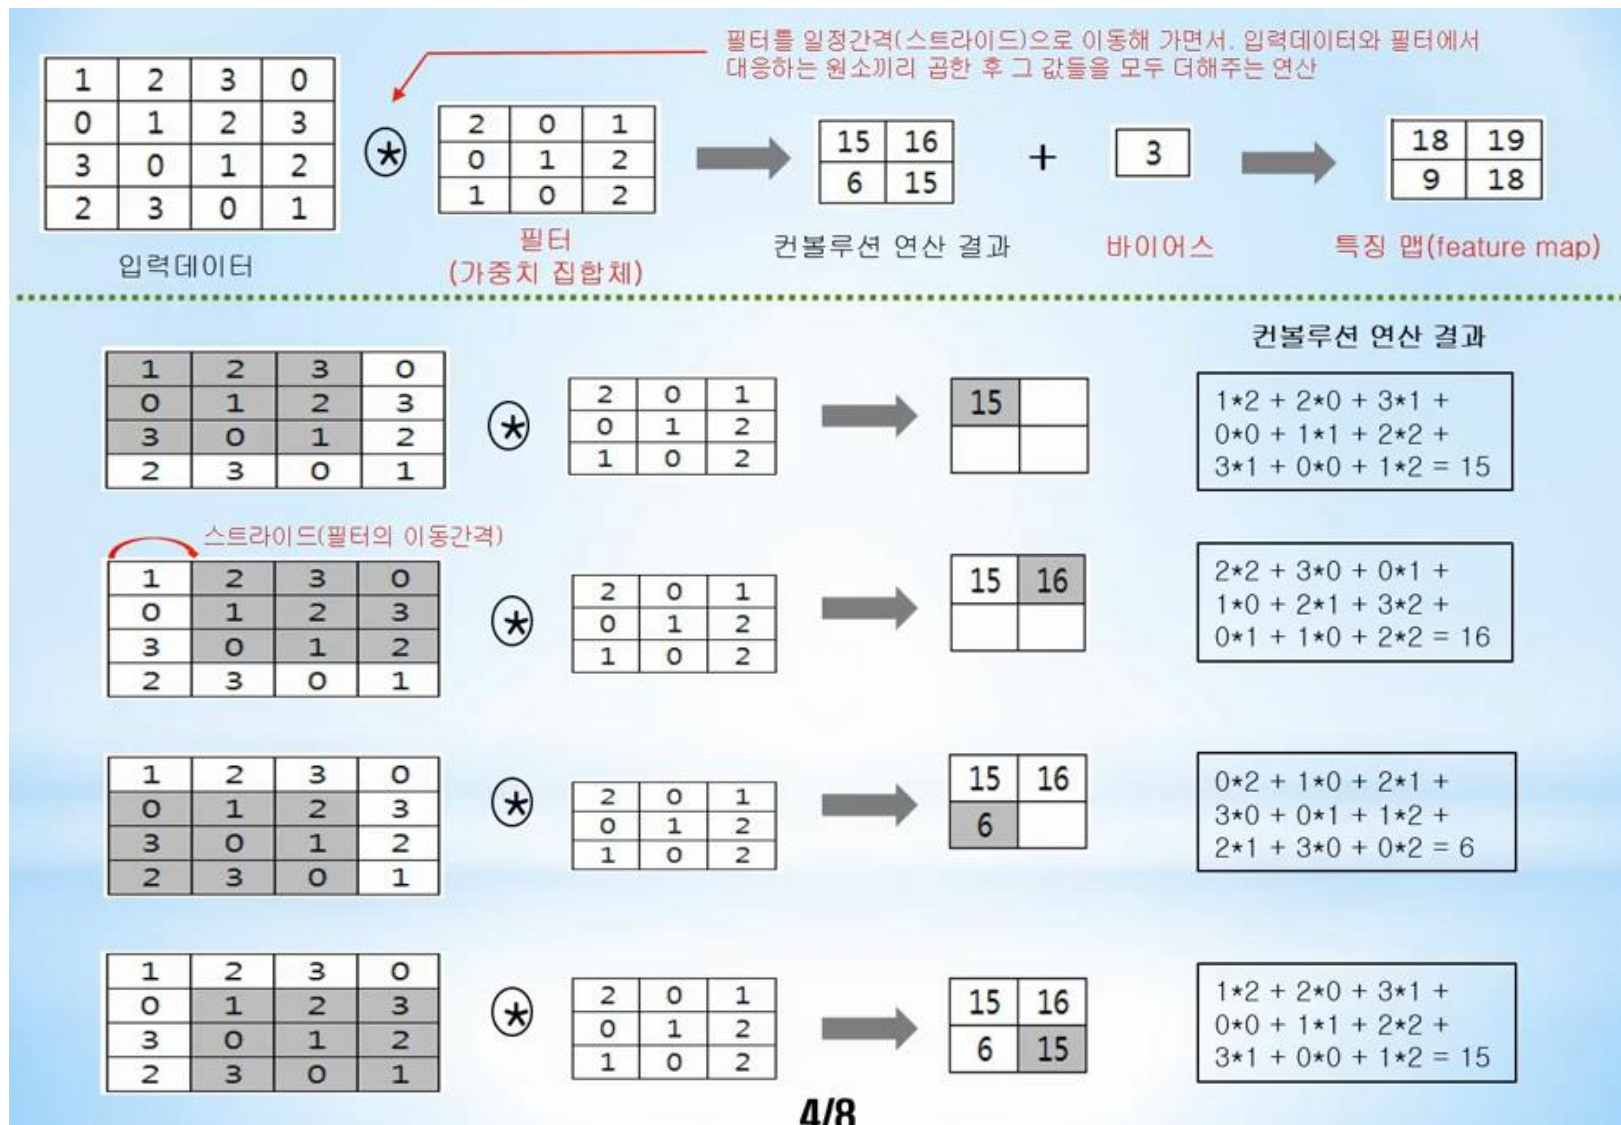 필터를 일정간격(스트라이드)으로 이동해 가면서. 입력데이터와 필터에서
대응하는 원소끼리 곱한 후 그 값들을 모두 더해주는 연산
1 2 3 0
0 1 2 3
3 0 1 2
2 3 0 1
입력데이터
*
2 0 1
0 1 2
1 0 2
필터
(가중치 집합체)
15 16
6 15
컨볼루션 연산 결과
+
3
바이어스
18 19
9 18
특징 맵(feature map)
컨볼루션 연산 결과
1 2 3 0
0 1 2 3
3 0 1 2
2 3 0 1
*
2 0 1
0 1 2
1 0 2
15
1*2 + 2*0 + 3*1 +
0*0 + 1*1 + 2*2 +
3*1 + 0*0 + 1*2 = 15
스트라이드(필터의 이동간격)
1 2 3 0
0 1 2 3
3 0 1 2
2 3 0 1
*
2 0 1
0 1 2
1 0 2
15 16
2*2 + 3*0 + 0*1 +
1*0 + 2*1 + 3*2 +
0*1 + 1*0 + 2*2 = 16
1 2 3 0
0 1 2 3
3 0 1 2
2 3 0 1
*
2 0 1
0 1 2
1 0 2
15 16
6
0*2 + 1*0 + 2*1 +
3*0 + 0*1 + 1*2 +
2*1 + 3*0 + 0*2 = 6
1 2 3 0
0 1 2 3
3 0 1 2
2 3 0 1
*
2 0 1
0 1 2
1 0 2
15 16
6 15
1*2 + 2*0 + 3*1 +
0*0 + 1*1 + 2*2 +
3*1 + 0*0 + 1*2 = 15
4/8